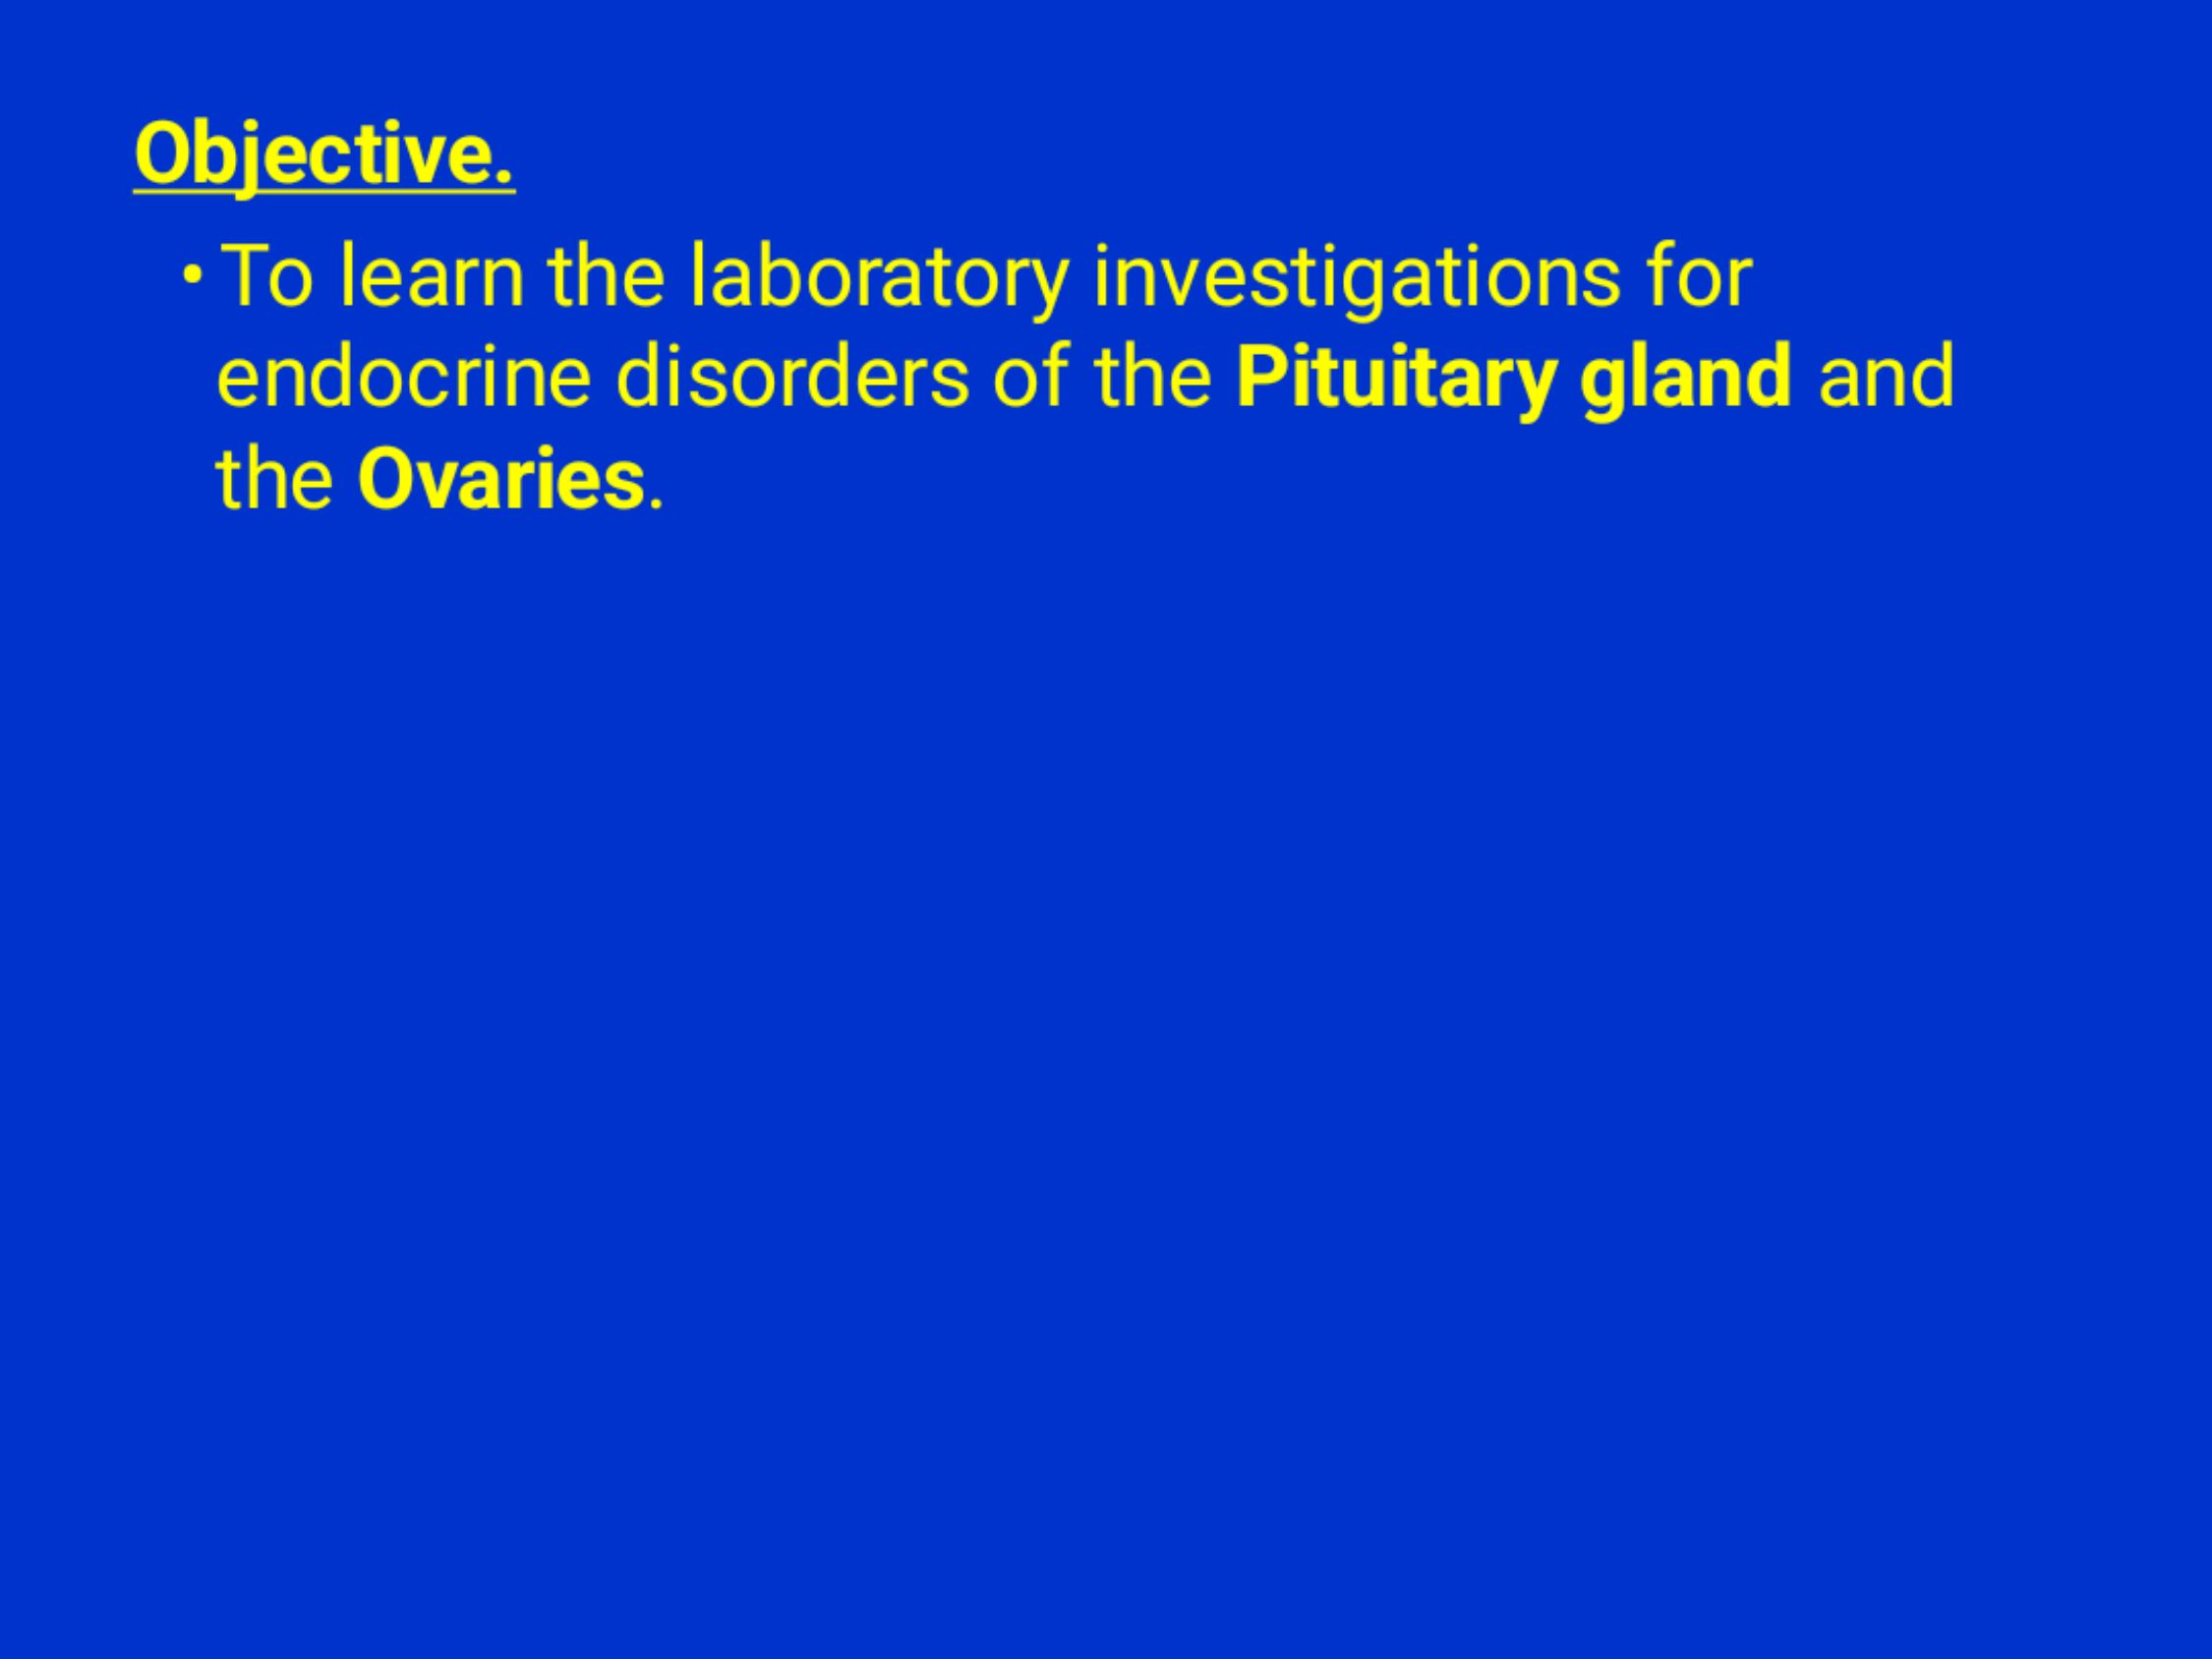 Objective.
•To learn the laboratory investigations for
endocrine disorders of the Pituitary gland and
the Ovaries.